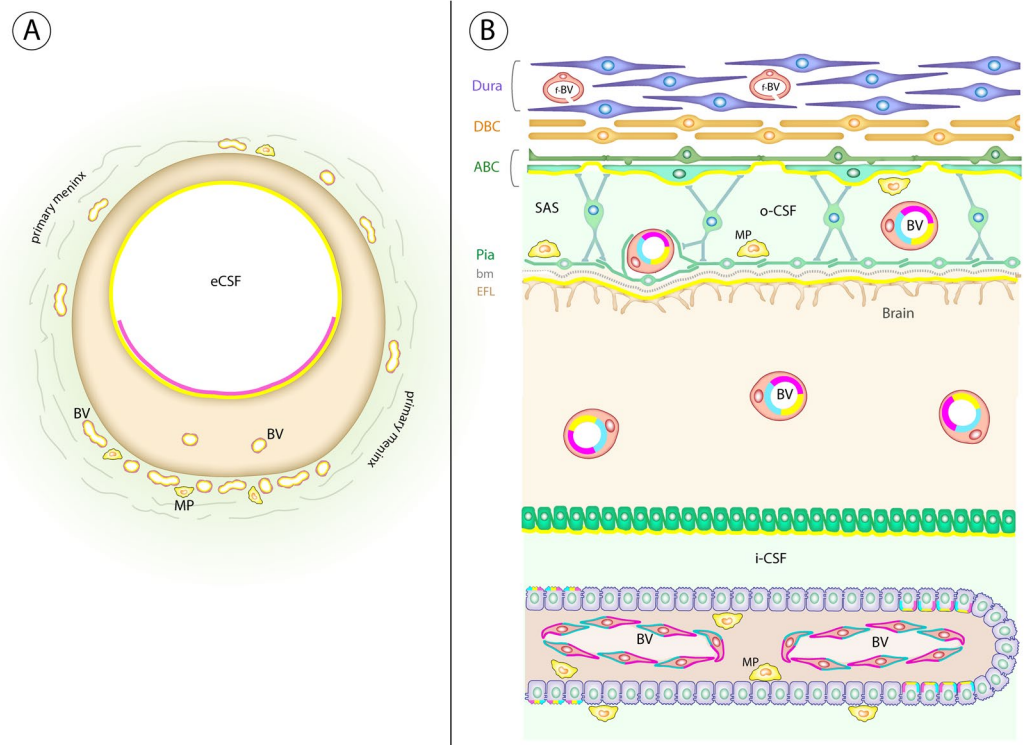 A
primary meninx
eCSF
primary meninx
BV
BV
MP
B
Dura
f-BV
f-BV
DBC
ABC
SAS
o-CSF
BV
MP
Pia
bm
EFL
Brain
BV
i-CSF
BV
BV
MP